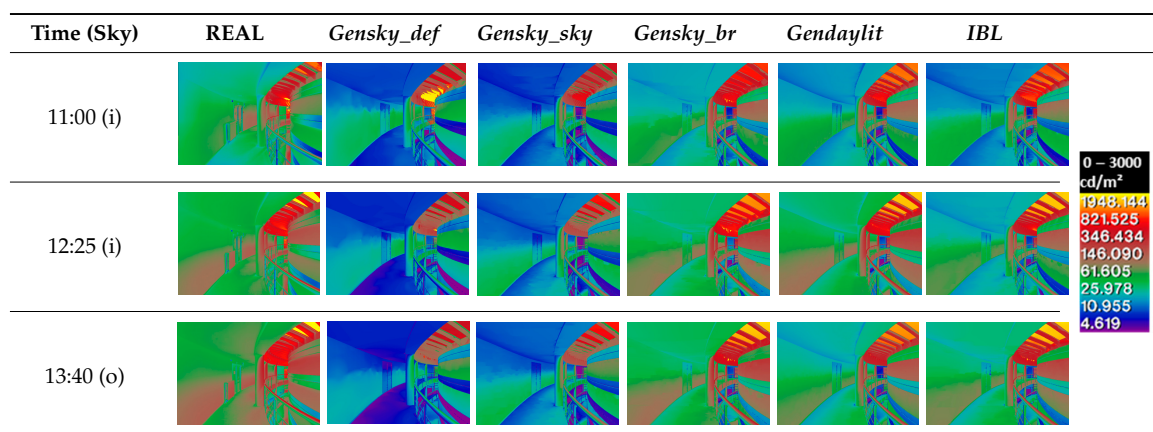 Time (Sky) REAL Gensky_def Gensky_sky Gensky_br Gendaylit IBL
11:00 (i)
12:25 (i)
13:40 (o)
0 – 3000
cd/m²
1948.144
821.525
346.434
146.090
61.605
25.978
10.955
4.619